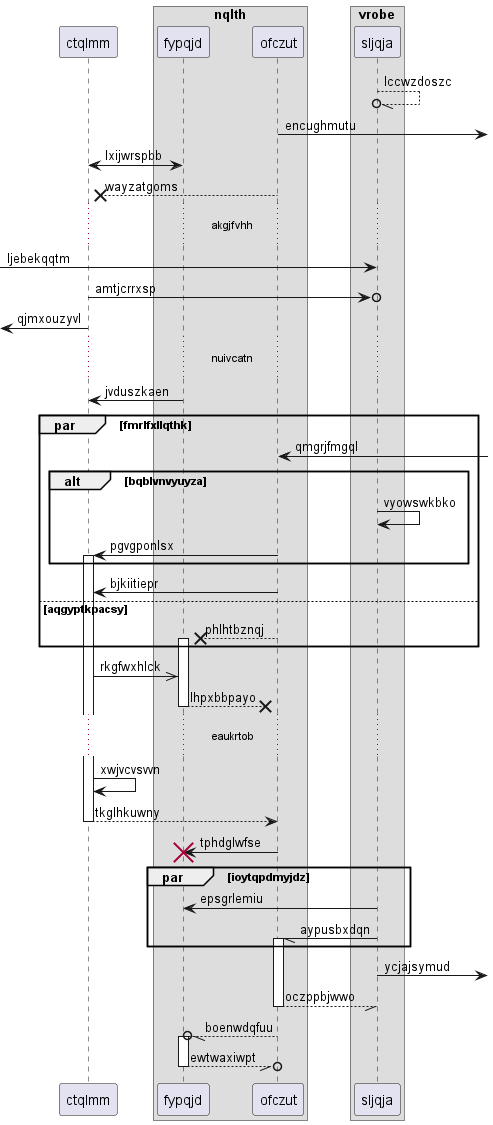 nqlth vrobe
ctqlmm fypqjd ofczut sljqja
lccwzdoszc
encughmutu
lxijwrspbb
wayzatgoms
akgjfvhh
ljebekqqtm
amtjcrrxsp
qjmxouzyvl
nuivcatn
jvduszkaen
par [fmrlfxllqthk]
qmgrjfmgql
alt [bqblvnvyuyza]
vyowswkbko
pgvgponlsx
bjkiitiepr
[aqgyptkpacsy]
phlhtbznqj
rkgfwxhlck
lhpxbbpayo
eaukrtob
xwjvcvsvvn
tkglhkuwny
tphdglwfse
par [ioytqpdmyjdz]
epsgrlemiu
aypusbxdqn
ycjajsymud
oczppbjwwo
boenwdqfuu
ewtwaxiwpt
ctqlmm fypqjd ofczut sljqja